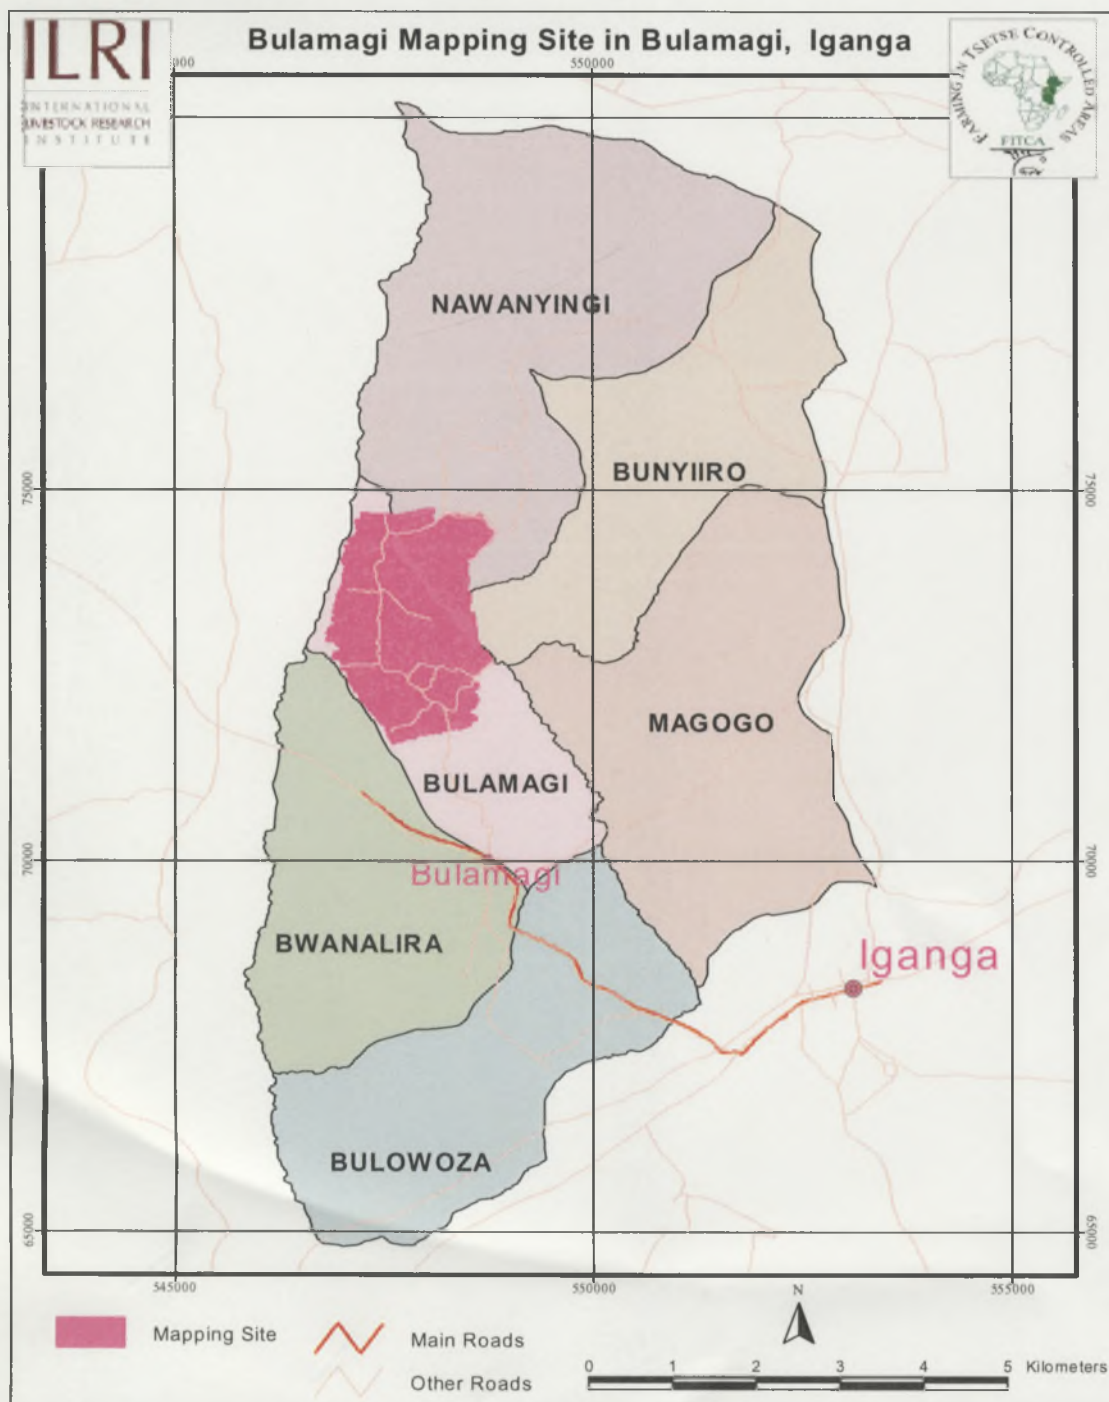 ILRI
INTERNATIONAL
LIVESTOCK RESEARCH
INSTITUTE
Bulamagi Mapping Site in Bulamagi, Iganga
FARMING IN TSETSE CONTROLLED AREAS
FITCA
550000
NAWANYINGI
BUNYIIRO
75000
75000
MAGOGO
BULAMAGI
70000
70000
Bulamagi
BWANALIRA
Iganga
BULOWOZA
65000
65000
545000
550000
555000
N
Mapping Site
Main Roads
Other Roads
0 1 2 3 4 5 Kilometers